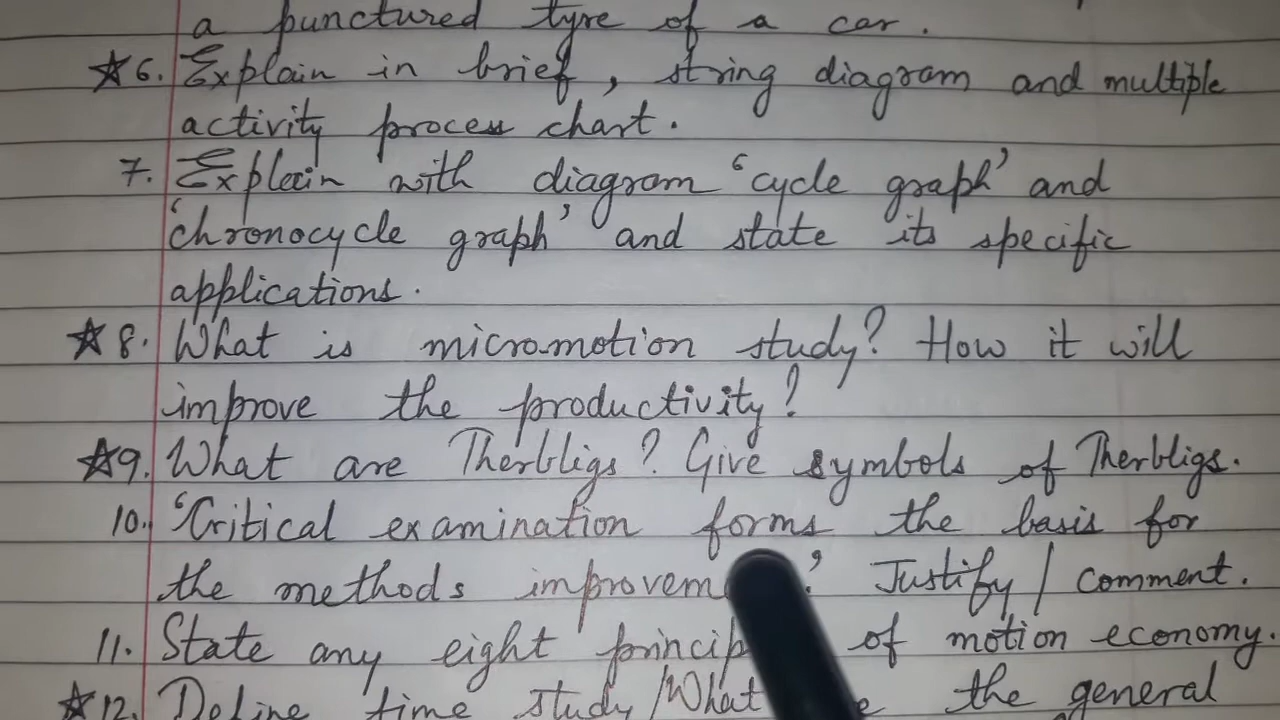 a punctured tyre of a car.
☆6. Explain in brief, string diagram and multiple
activity process chart.
7. Explain with diagram 'cycle graph' and
'chronocycle graph' and state its specific
applications.
☆8. What is micromotion study? How it will
improve the productivity?
☆9. What are Therbligs? Give symbols of Therbligs.
10. 'Critical examination forms the basis for
the methods improvem .' Justify / comment.
11. State any eight princip of motion economy.
☆12. Define time study/What the general